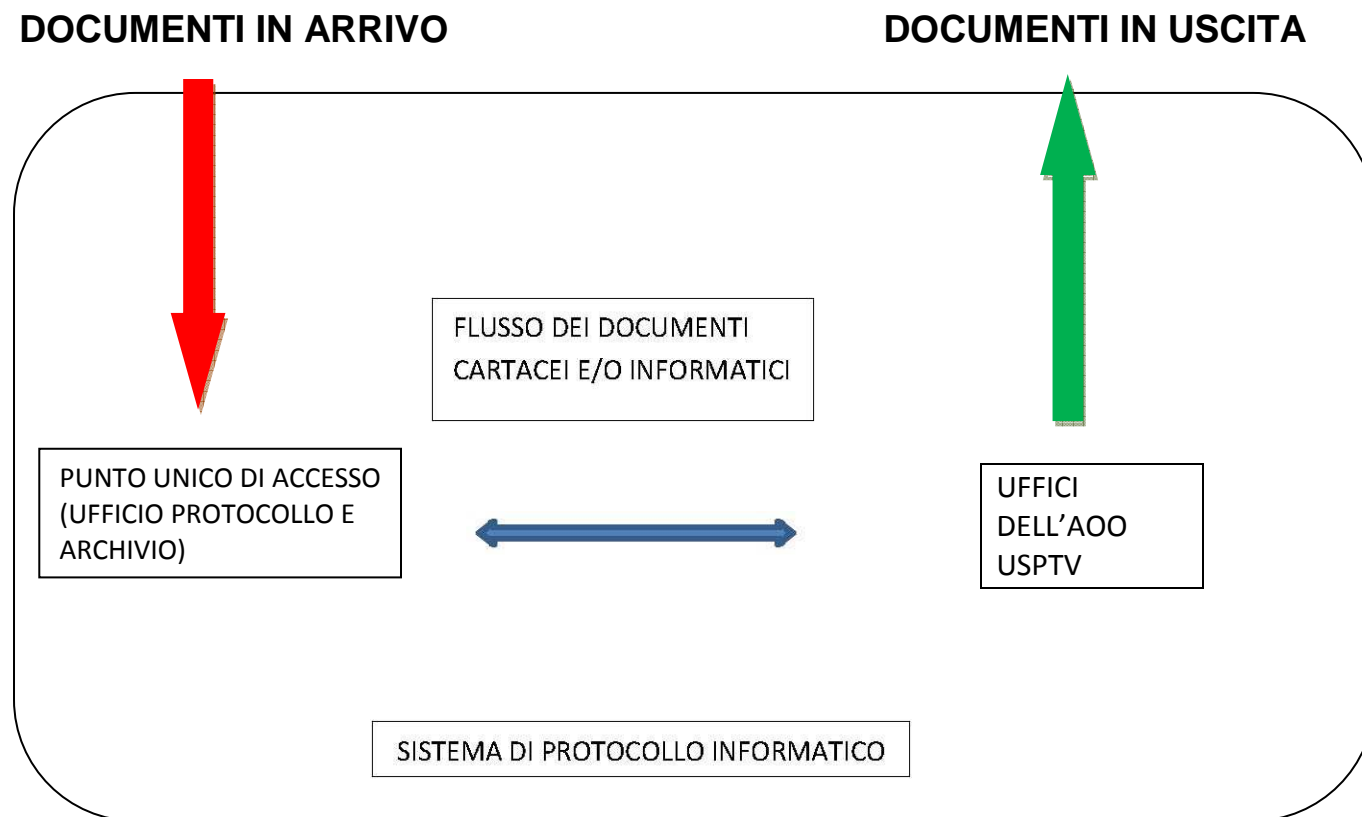 DOCUMENTI IN ARRIVO
DOCUMENTI IN USCITA
FLUSSO DEI DOCUMENTI
CARTACEI E/O INFORMATICI
PUNTO UNICO DI ACCESSO
(UFFICIO PROTOCOLLO E
ARCHIVIO)
UFFICI
DELL’AOO
USPTV
SISTEMA DI PROTOCOLLO INFORMATICO